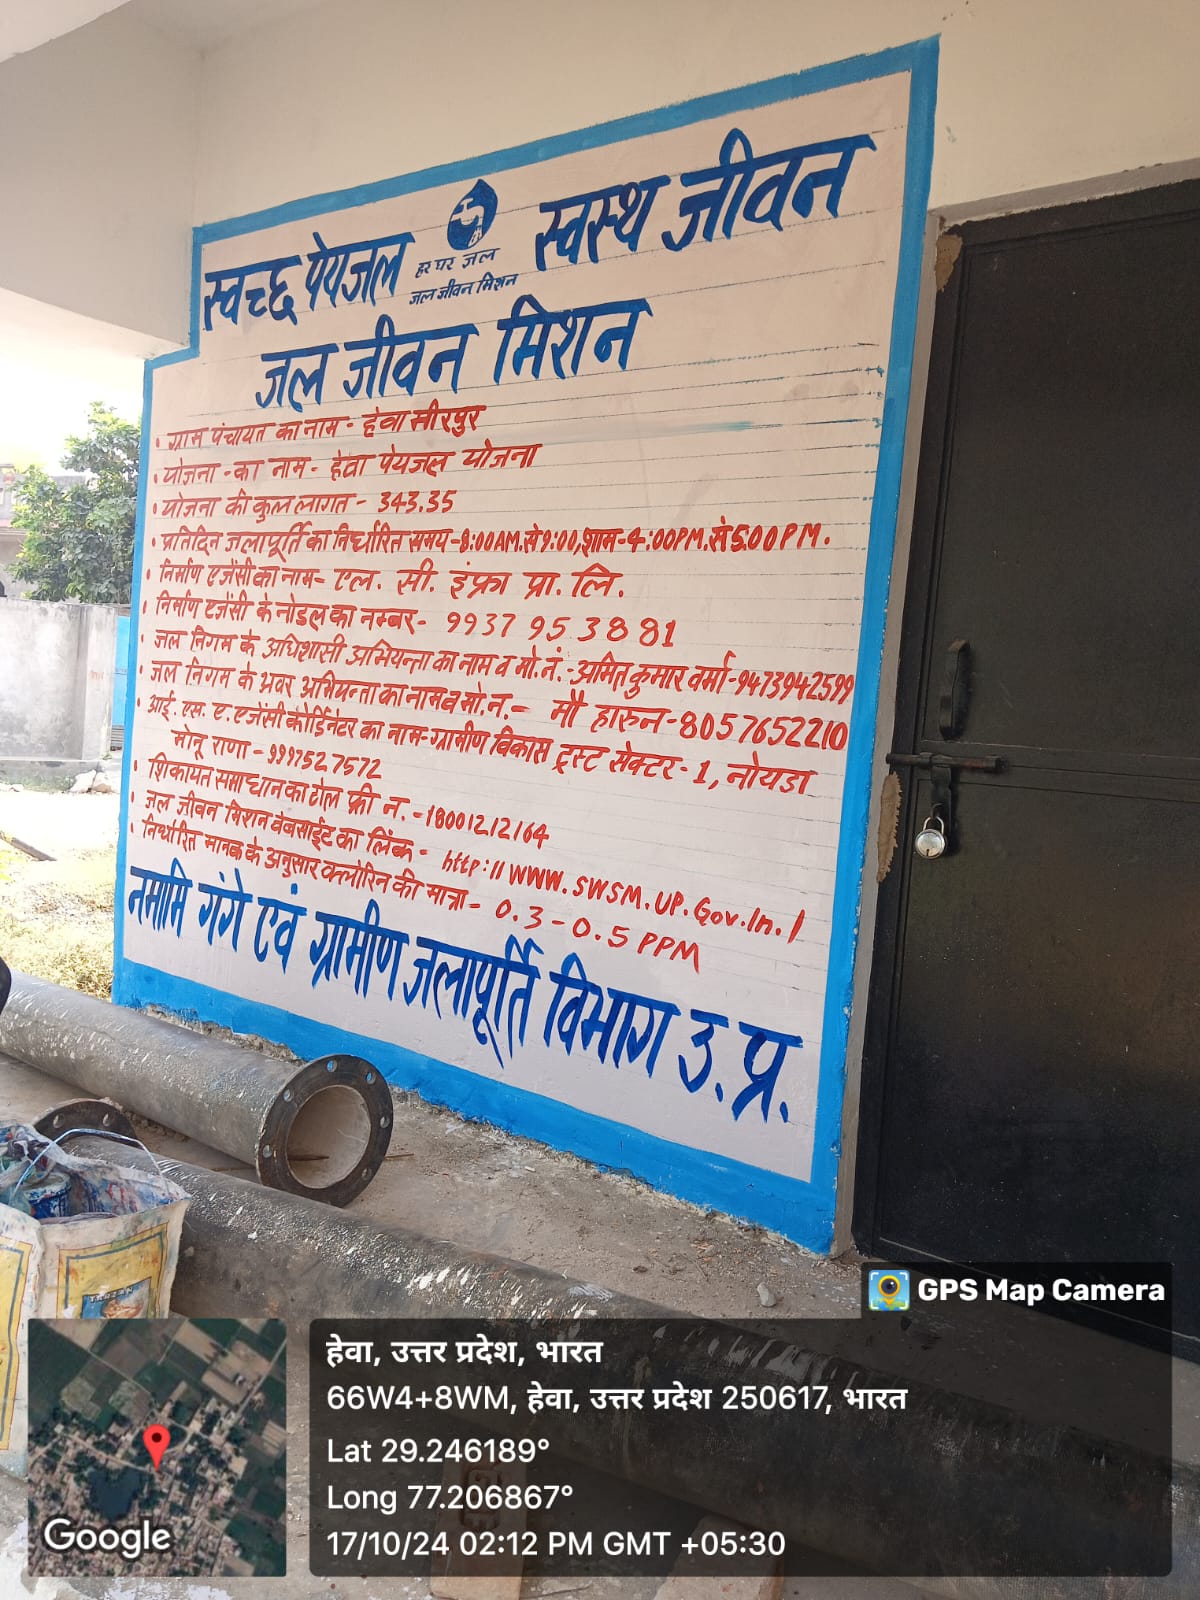 स्वच्छ पेयजल
स्वस्थ जीवन
हर घर जल
जल जीवन मिशन
जल जीवन मिशन
• ग्राम पंचायत का नाम - हेवा मीरपुर
• योजना - का नाम - हेवा पेयजल योजना
• योजना की कुल लागत - 343.35
• प्रतिदिन जलापूर्ति का निर्धारित समय - 8:00AM. से 9:00, शाम - 4:00PM. से 5:00PM.
• निर्माण एजेंसी का नाम - एल. सी. इंफ्रा प्रा. लि.
• निर्माण एजेंसी के नोडल का नम्बर - 9937953881
• जल निगम के अधिशासी अभियन्ता का नाम व मो. नं. - अमित कुमार वर्मा - 9473942599
• जल निगम के अवर अभियन्ता का नाम व मो. न. - मौ हारुन - 8057652210
• आई. एस. ए. एजेंसी कोर्डिनेटर का नाम - ग्रामीण विकास ट्रस्ट सेक्टर - 1, नोयडा
मोनू राणा - 9997527572
• शिकायत समाधान का टोल फ्री न. - 18001212164
• जल जीवन मिशन वेबसाईट का लिंक - http://www.SWSM.UP.Gov.In./
• निर्धारित मानक के अनुसार क्लोरिन की मात्रा - 0.3 - 0.5 PPM
नमामि गंगे एवं ग्रामीण जलापूर्ति विभाग उ.प्र.
GPS Map Camera
हेवा, उत्तर प्रदेश, भारत
66W4+8WM, हेवा, उत्तर प्रदेश 250617, भारत
Lat 29.246189°
Long 77.206867°
17/10/24 02:12 PM GMT +05:30
Google